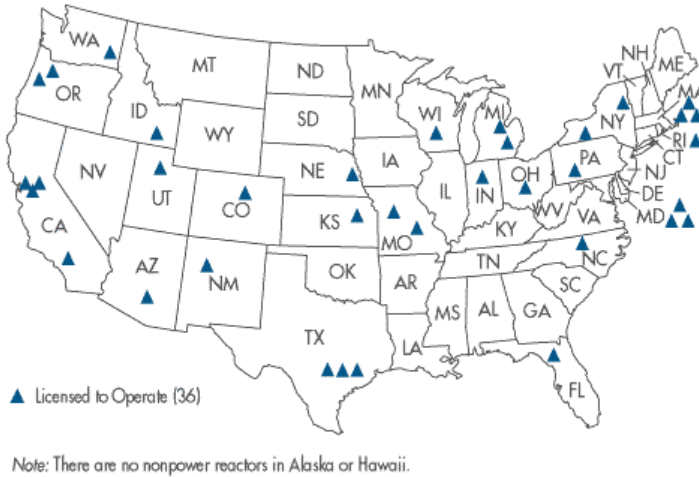 WA
MT
ND
MN
NH
VT
ME
MA
OR
ID
SD
WI
MI
NY
WY
RI
CT
IA
NE
PA
NJ
NV
UT
CO
IL
IN
OH
DE
MD
WV
VA
KS
MO
KY
CA
AZ
NM
OK
AR
TN
NC
SC
MS
AL
GA
TX
LA
FL
Licensed to Operate (36)
Note: There are no nonpower reactors in Alaska or Hawaii.